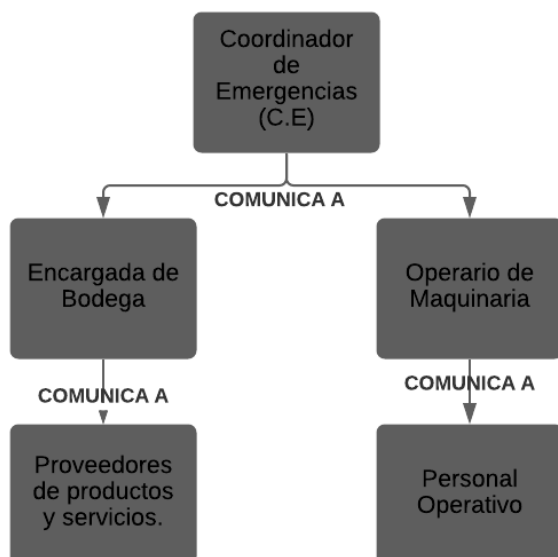 Coordinador
de
Emergencias
(C.E)
COMUNICA A
Encargada de
Bodega
Operario de
Maquinaria
COMUNICA A
COMUNICA A
Proveedores
de productos
y servicios.
Personal
Operativo